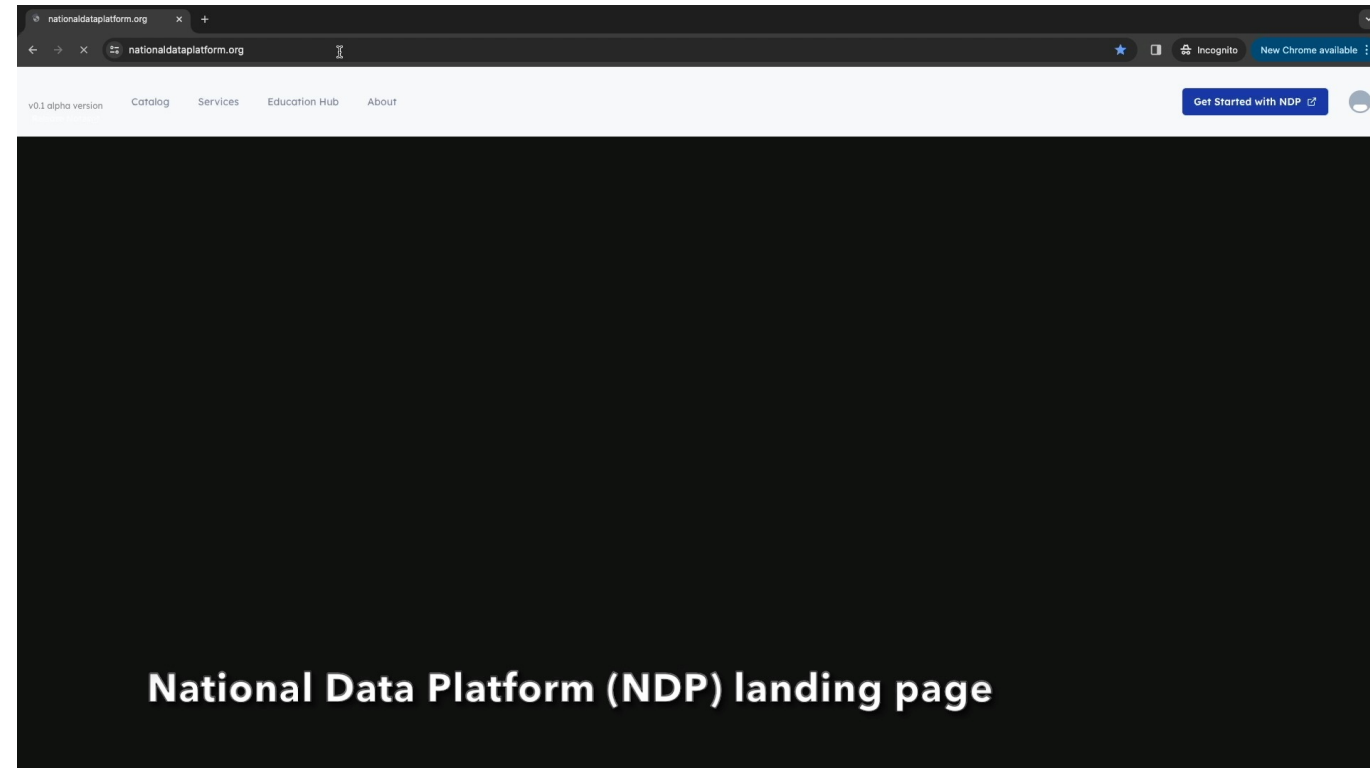 nationaldataplatform.org
nationaldataplatform.org
Incognito
New Chrome available
v0.1 alpha version
Catalog
Services
Education Hub
About
Get Started with NDP
National Data Platform (NDP) landing page